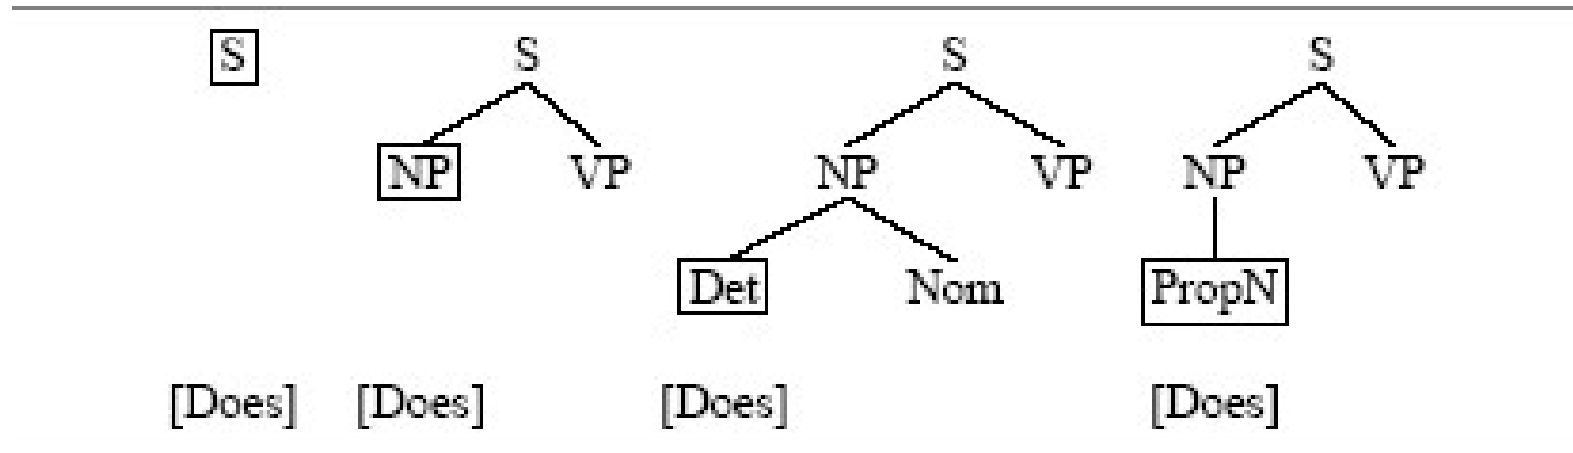 S S S S
NP VP NP VP NP VP
Det Nom PropN
[Does] [Does] [Does] [Does]